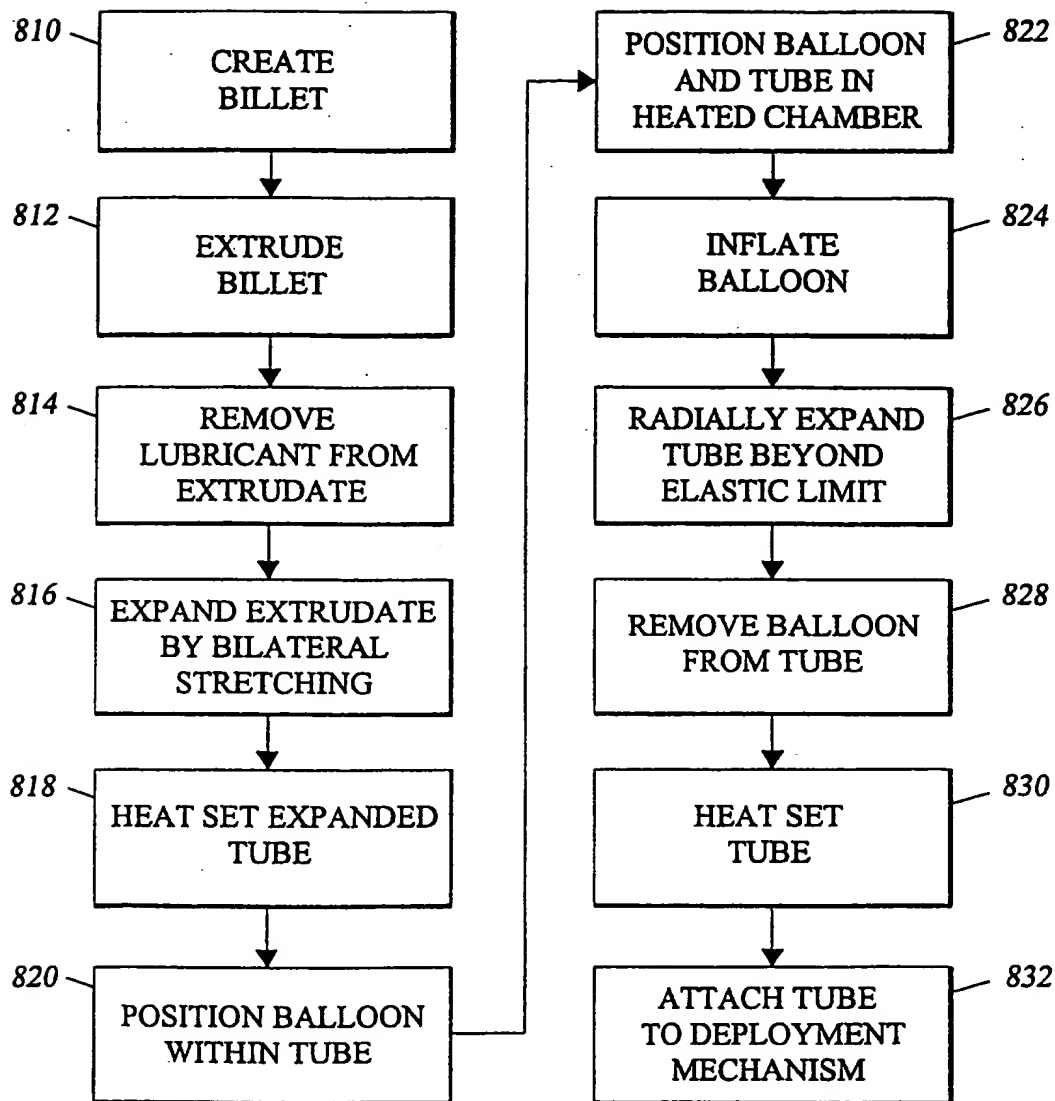 810
CREATE
BILLET
812
EXTRUDE
BILLET
814
REMOVE
LUBRICANT FROM
EXTRUDATE
816
EXPAND EXTRUDATE
BY BILATERAL
STRETCHING
818
HEAT SET EXPANDED
TUBE
820
POSITION BALLOON
WITHIN TUBE
822
POSITION BALLOON
AND TUBE IN
HEATED CHAMBER
824
INFLATE
BALLOON
826
RADIALLY EXPAND
TUBE BEYOND
ELASTIC LIMIT
828
REMOVE BALLOON
FROM TUBE
830
HEAT SET
TUBE
832
ATTACH TUBE
TO DEPLOYMENT
MECHANISM